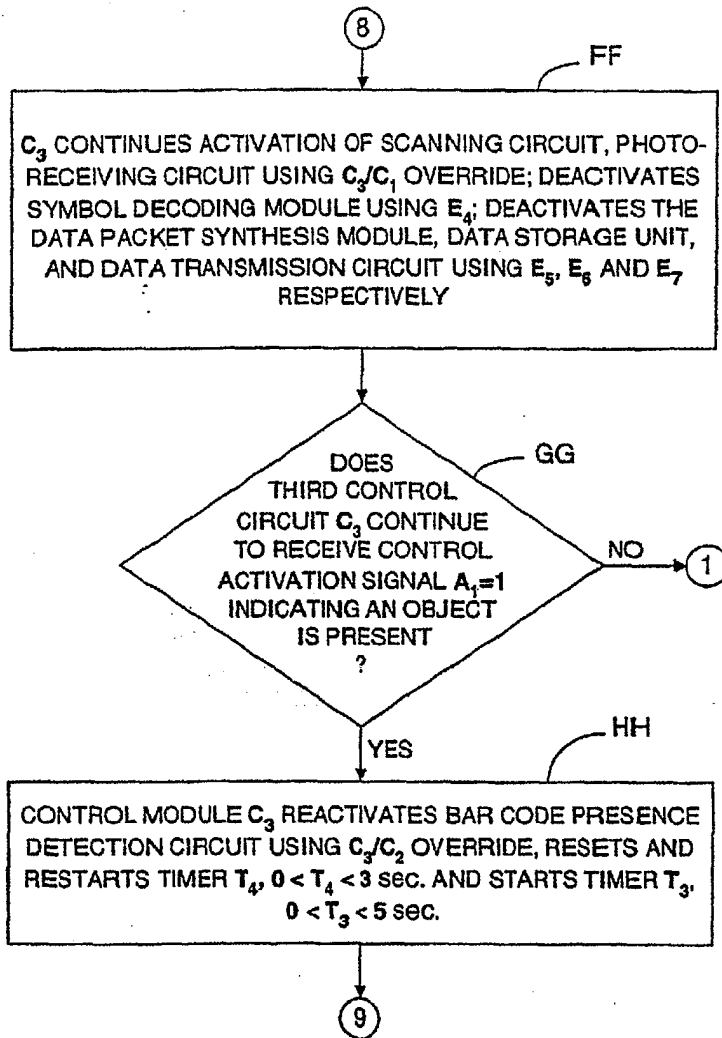 8
FF
C3 CONTINUES ACTIVATION OF SCANNING CIRCUIT, PHOTO-
RECEIVING CIRCUIT USING C3/C1 OVERRIDE; DEACTIVATES
SYMBOL DECODING MODULE USING E4; DEACTIVATES THE
DATA PACKET SYNTHESIS MODULE, DATA STORAGE UNIT,
AND DATA TRANSMISSION CIRCUIT USING E5, E6 AND E7
RESPECTIVELY
GG
DOES
THIRD CONTROL
CIRCUIT C3 CONTINUE
TO RECEIVE CONTROL
ACTIVATION SIGNAL A1=1
INDICATING AN OBJECT
IS PRESENT
?
NO
1
YES
HH
CONTROL MODULE C3 REACTIVATES BAR CODE PRESENCE
DETECTION CIRCUIT USING C3/C2 OVERRIDE, RESETS AND
RESTARTS TIMER T4, 0 < T4 < 3 sec. AND STARTS TIMER T3,
0 < T3 < 5 sec.
9